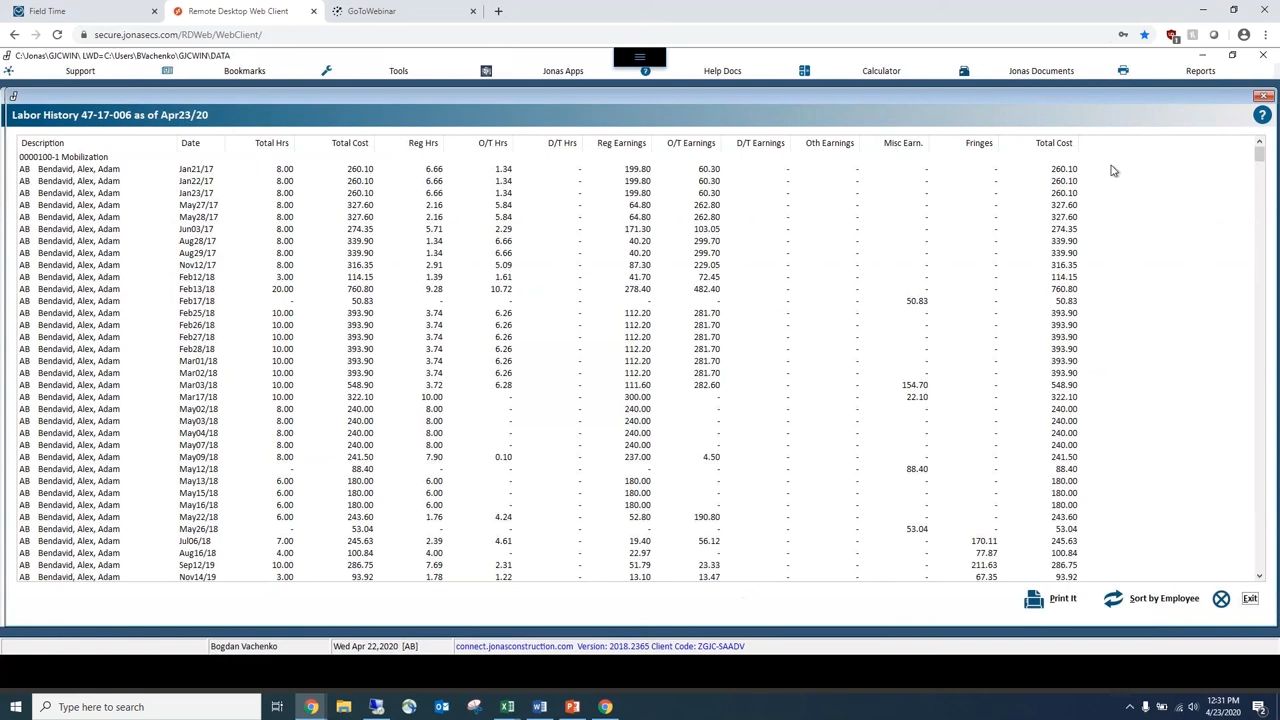 Field Time
Remote Desktop Web Client
GoToWebinar
secure.jonasecs.com/RDWeb/WebClient/
C:\Jonas\GJCWIN\ LWD=C:\Users\BVachenko\GJCWIN\DATA
Support Bookmarks Tools Jonas Apps Help Docs Calculator Jonas Documents Reports
Labor History 47-17-006 as of Apr23/20
Description Date Total Hrs Total Cost Reg Hrs O/T Hrs D/T Hrs Reg Earnings O/T Earnings D/T Earnings Oth Earnings Misc Earn. Fringes Total Cost
0000100-1 Mobilization
AB Bendavid, Alex, Adam Jan21/17 8.00 260.10 6.66 1.34 - 199.80 60.30 - - - - 260.10
AB Bendavid, Alex, Adam Jan22/17 8.00 260.10 6.66 1.34 - 199.80 60.30 - - - - 260.10
AB Bendavid, Alex, Adam Jan23/17 8.00 260.10 6.66 1.34 - 199.80 60.30 - - - - 260.10
AB Bendavid, Alex, Adam May27/17 8.00 327.60 2.16 5.84 - 64.80 262.80 - - - - 327.60
AB Bendavid, Alex, Adam May28/17 8.00 327.60 2.16 5.84 - 64.80 262.80 - - - - 327.60
AB Bendavid, Alex, Adam Jun03/17 8.00 274.35 5.71 2.29 - 171.30 103.05 - - - - 274.35
AB Bendavid, Alex, Adam Aug28/17 8.00 339.90 1.34 6.66 - 40.20 299.70 - - - - 339.90
AB Bendavid, Alex, Adam Aug29/17 8.00 339.90 1.34 6.66 - 40.20 299.70 - - - - 339.90
AB Bendavid, Alex, Adam Nov12/17 8.00 316.35 2.91 5.09 - 87.30 229.05 - - - - 316.35
AB Bendavid, Alex, Adam Feb12/18 3.00 114.15 1.39 1.61 - 41.70 72.45 - - - - 114.15
AB Bendavid, Alex, Adam Feb13/18 20.00 760.80 9.28 10.72 - 278.40 482.40 - - - - 760.80
AB Bendavid, Alex, Adam Feb17/18 - 50.83 - - - - - - - 50.83 - 50.83
AB Bendavid, Alex, Adam Feb25/18 10.00 393.90 3.74 6.26 - 112.20 281.70 - - - - 393.90
AB Bendavid, Alex, Adam Feb26/18 10.00 393.90 3.74 6.26 - 112.20 281.70 - - - - 393.90
AB Bendavid, Alex, Adam Feb27/18 10.00 393.90 3.74 6.26 - 112.20 281.70 - - - - 393.90
AB Bendavid, Alex, Adam Feb28/18 10.00 393.90 3.74 6.26 - 112.20 281.70 - - - - 393.90
AB Bendavid, Alex, Adam Mar01/18 10.00 393.90 3.74 6.26 - 112.20 281.70 - - - - 393.90
AB Bendavid, Alex, Adam Mar02/18 10.00 393.90 3.74 6.26 - 112.20 281.70 - - - - 393.90
AB Bendavid, Alex, Adam Mar03/18 10.00 548.90 3.72 6.28 - 111.60 282.60 - - 154.70 - 548.90
AB Bendavid, Alex, Adam Mar17/18 10.00 322.10 10.00 - - 300.00 - - - 22.10 - 322.10
AB Bendavid, Alex, Adam May02/18 8.00 240.00 8.00 - - 240.00 - - - - - 240.00
AB Bendavid, Alex, Adam May03/18 8.00 240.00 8.00 - - 240.00 - - - - - 240.00
AB Bendavid, Alex, Adam May04/18 8.00 240.00 8.00 - - 240.00 - - - - - 240.00
AB Bendavid, Alex, Adam May07/18 8.00 240.00 8.00 - - 240.00 - - - - - 240.00
AB Bendavid, Alex, Adam May09/18 8.00 241.50 7.90 0.10 - 237.00 4.50 - - - - 241.50
AB Bendavid, Alex, Adam May12/18 - 88.40 - - - - - - - 88.40 - 88.40
AB Bendavid, Alex, Adam May13/18 6.00 180.00 6.00 - - 180.00 - - - - - 180.00
AB Bendavid, Alex, Adam May15/18 6.00 180.00 6.00 - - 180.00 - - - - - 180.00
AB Bendavid, Alex, Adam May16/18 6.00 180.00 6.00 - - 180.00 - - - - - 180.00
AB Bendavid, Alex, Adam May22/18 6.00 243.60 1.76 4.24 - 52.80 190.80 - - - - 243.60
AB Bendavid, Alex, Adam May26/18 - 53.04 - - - - - - - 53.04 - 53.04
AB Bendavid, Alex, Adam Jul06/18 7.00 245.63 2.39 4.61 - 19.40 56.12 - - - 170.11 245.63
AB Bendavid, Alex, Adam Aug16/18 4.00 100.84 4.00 - - 22.97 - - - - 77.87 100.84
AB Bendavid, Alex, Adam Sep12/19 10.00 286.75 7.69 2.31 - 51.79 23.33 - - - 211.63 286.75
AB Bendavid, Alex, Adam Nov14/19 3.00 93.92 1.78 1.22 - 13.10 13.47 - - - 67.35 93.92
Print It Sort by Employee Exit
Bogdan Vachenko Wed Apr 22,2020 [AB] connect.jonasconstruction.com Version: 2018.2365 Client Code: ZGJC-SAADV
Type here to search
12:31 PM
4/23/2020